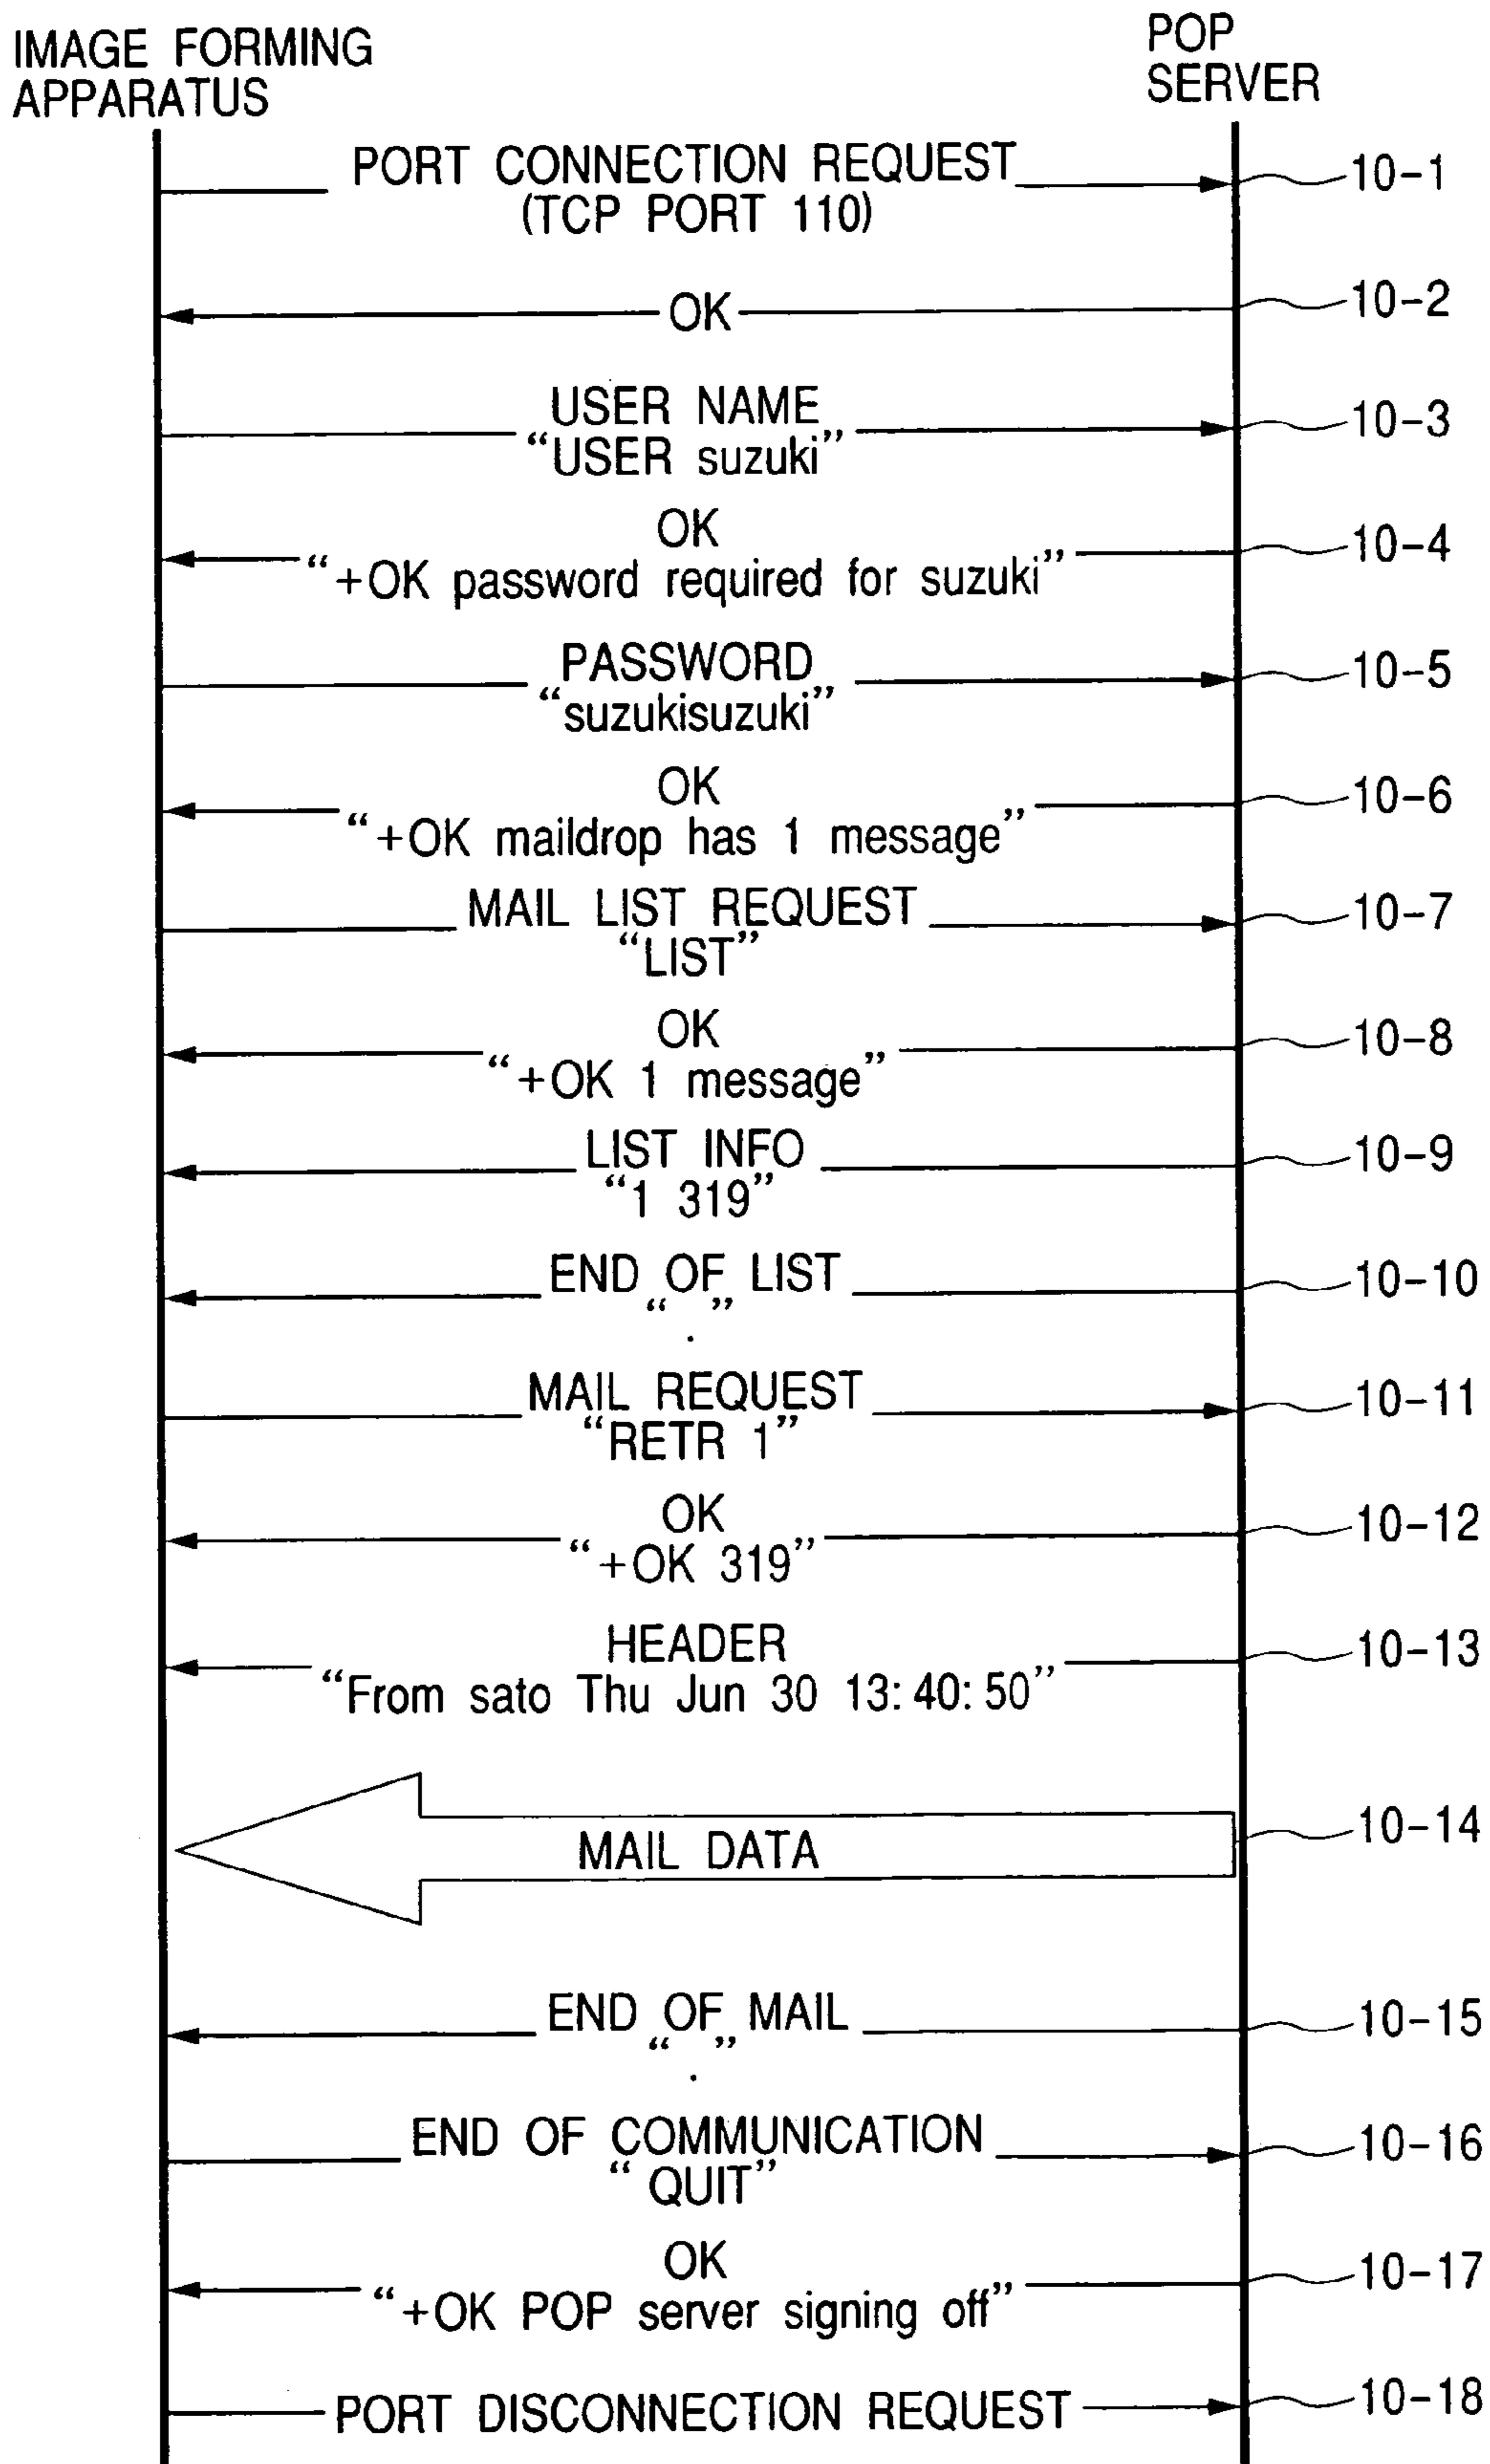 IMAGE FORMING
APPARATUS
POP
SERVER
PORT CONNECTION REQUEST
(TCP PORT 110)
10-1
OK
10-2
USER NAME
“USER suzuki”
10-3
OK
“+OK password required for suzuki”
10-4
PASSWORD
“suzukisuzuki”
10-5
OK
“+OK maildrop has 1 message”
10-6
MAIL LIST REQUEST
“LIST”
10-7
OK
“+OK 1 message”
10-8
LIST INFO
“1 319”
10-9
END OF LIST
“.”
10-10
MAIL REQUEST
“RETR 1”
10-11
OK
“+OK 319”
10-12
HEADER
“From sato Thu Jun 30 13:40:50”
10-13
MAIL DATA
10-14
END OF MAIL
“.”
10-15
END OF COMMUNICATION
“QUIT”
10-16
OK
“+OK POP server signing off”
10-17
PORT DISCONNECTION REQUEST
10-18